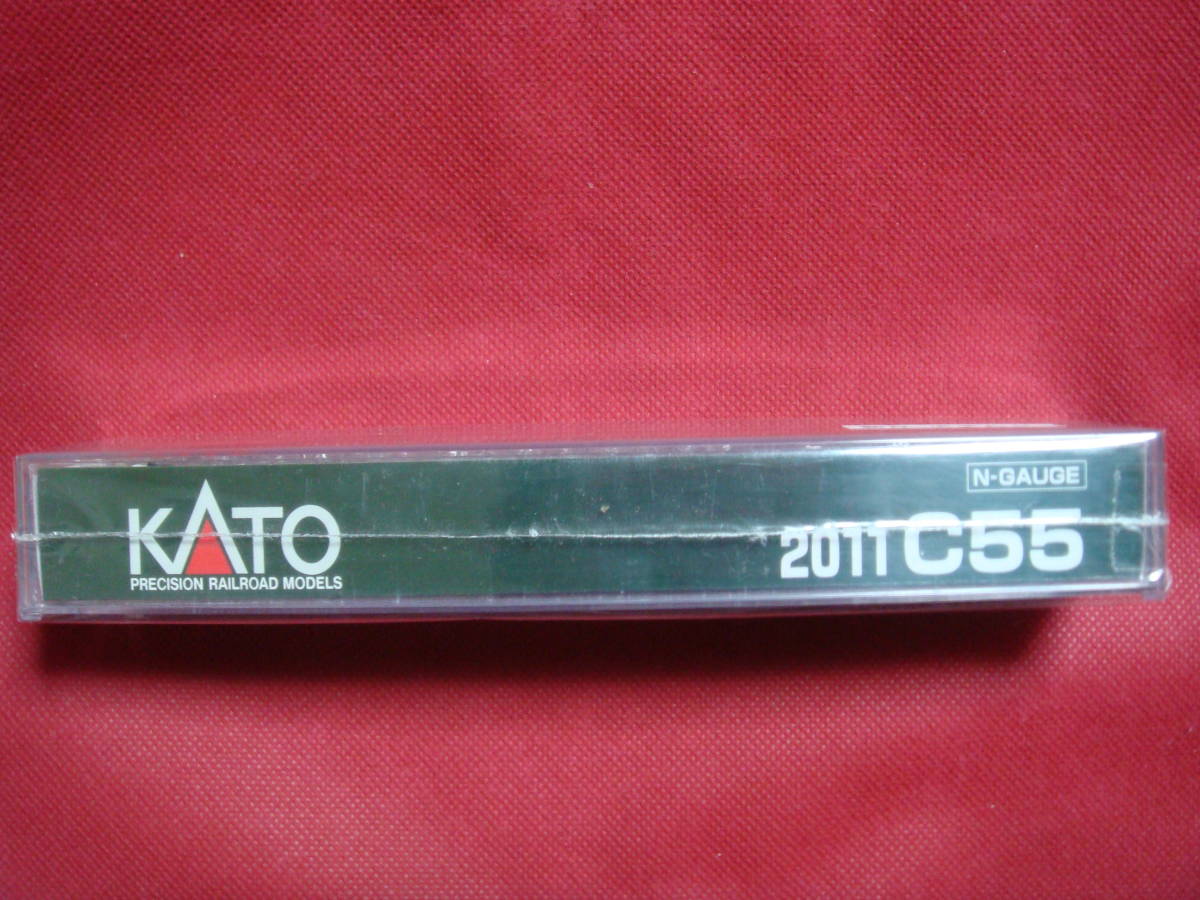 KATO
PRECISION RAILROAD MODELS
N-GAUGE
2011 C55